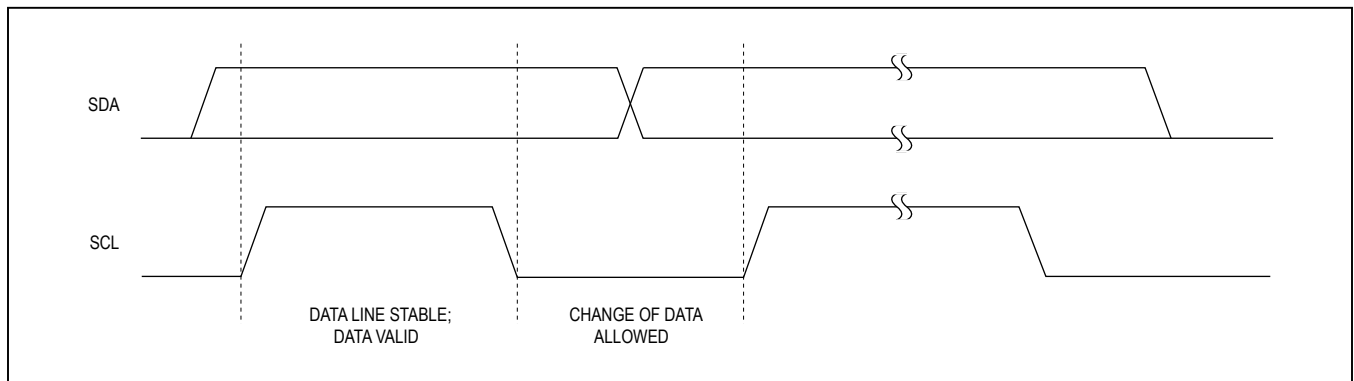 SDA
SCL
DATA LINE STABLE;
DATA VALID
CHANGE OF DATA
ALLOWED